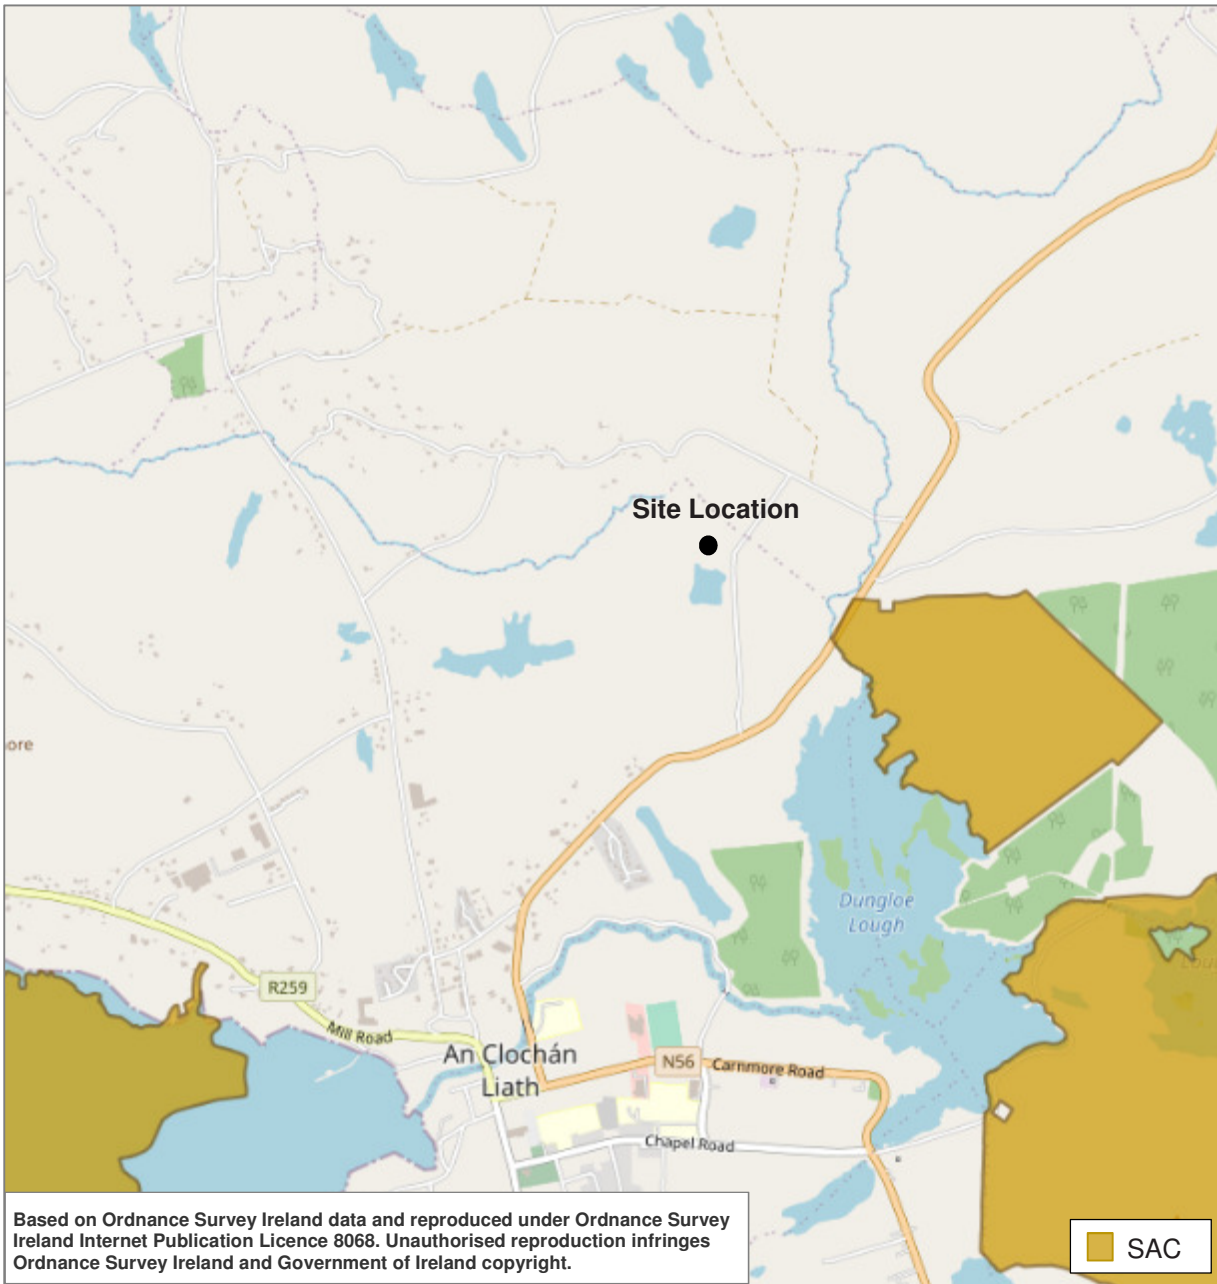 Site Location
ore
Dungloe
Lough
Lou
R259
Mill Road
An Clochán
Liath
N56
Carnmore Road
Chapel Road
Based on Ordnance Survey Ireland data and reproduced under Ordnance Survey
Ireland Internet Publication Licence 8068. Unauthorised reproduction infringes
Ordnance Survey Ireland and Government of Ireland copyright.
SAC